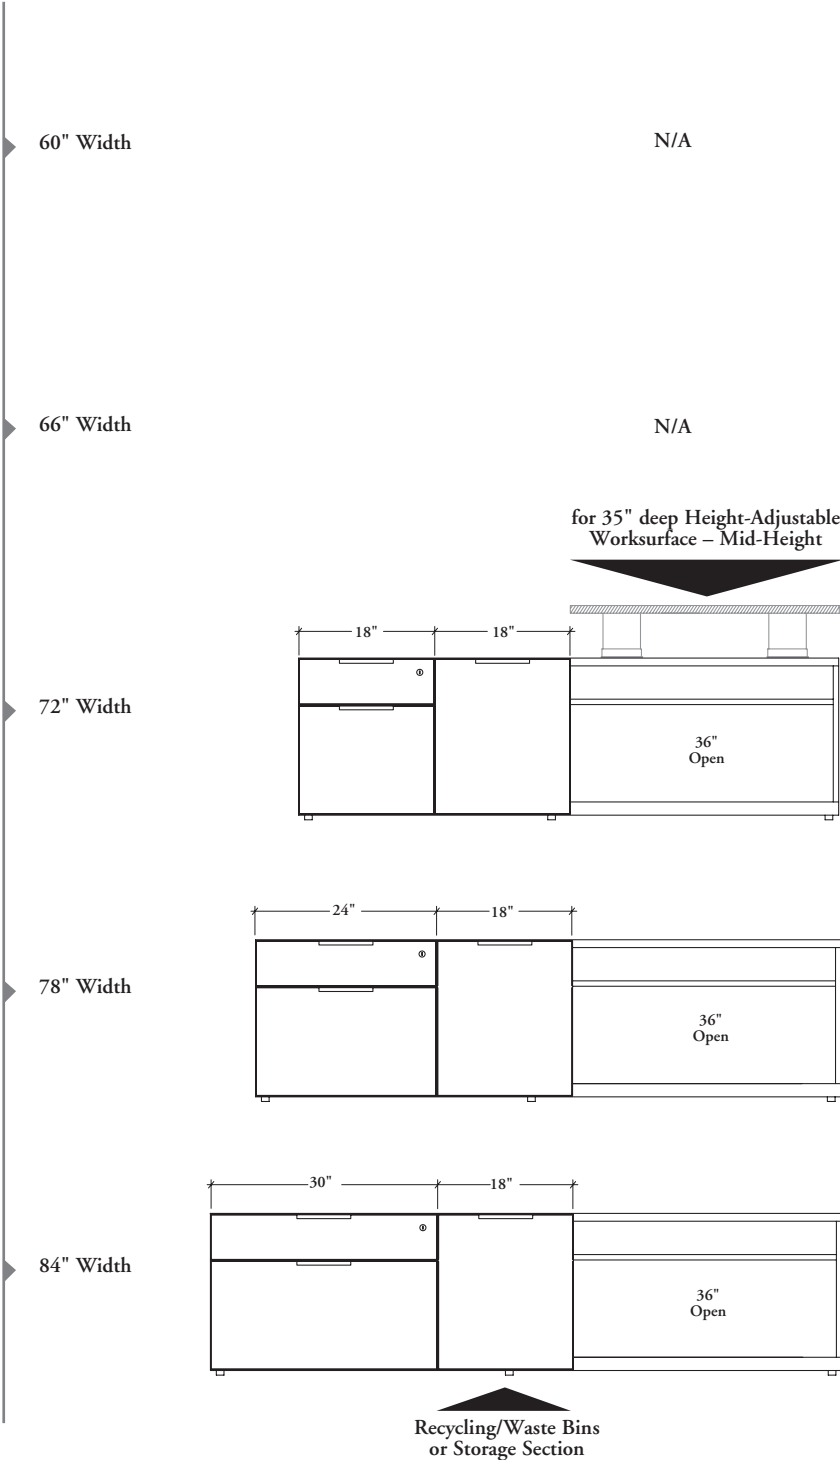 60" Width
N/A
66" Width
N/A
for 35" deep Height-Adjustable
Worksurface – Mid-Height
18"
18"
72" Width
36"
Open
24"
18"
78" Width
36"
Open
30"
18"
84" Width
36"
Open
Recycling/Waste Bins
or Storage Section